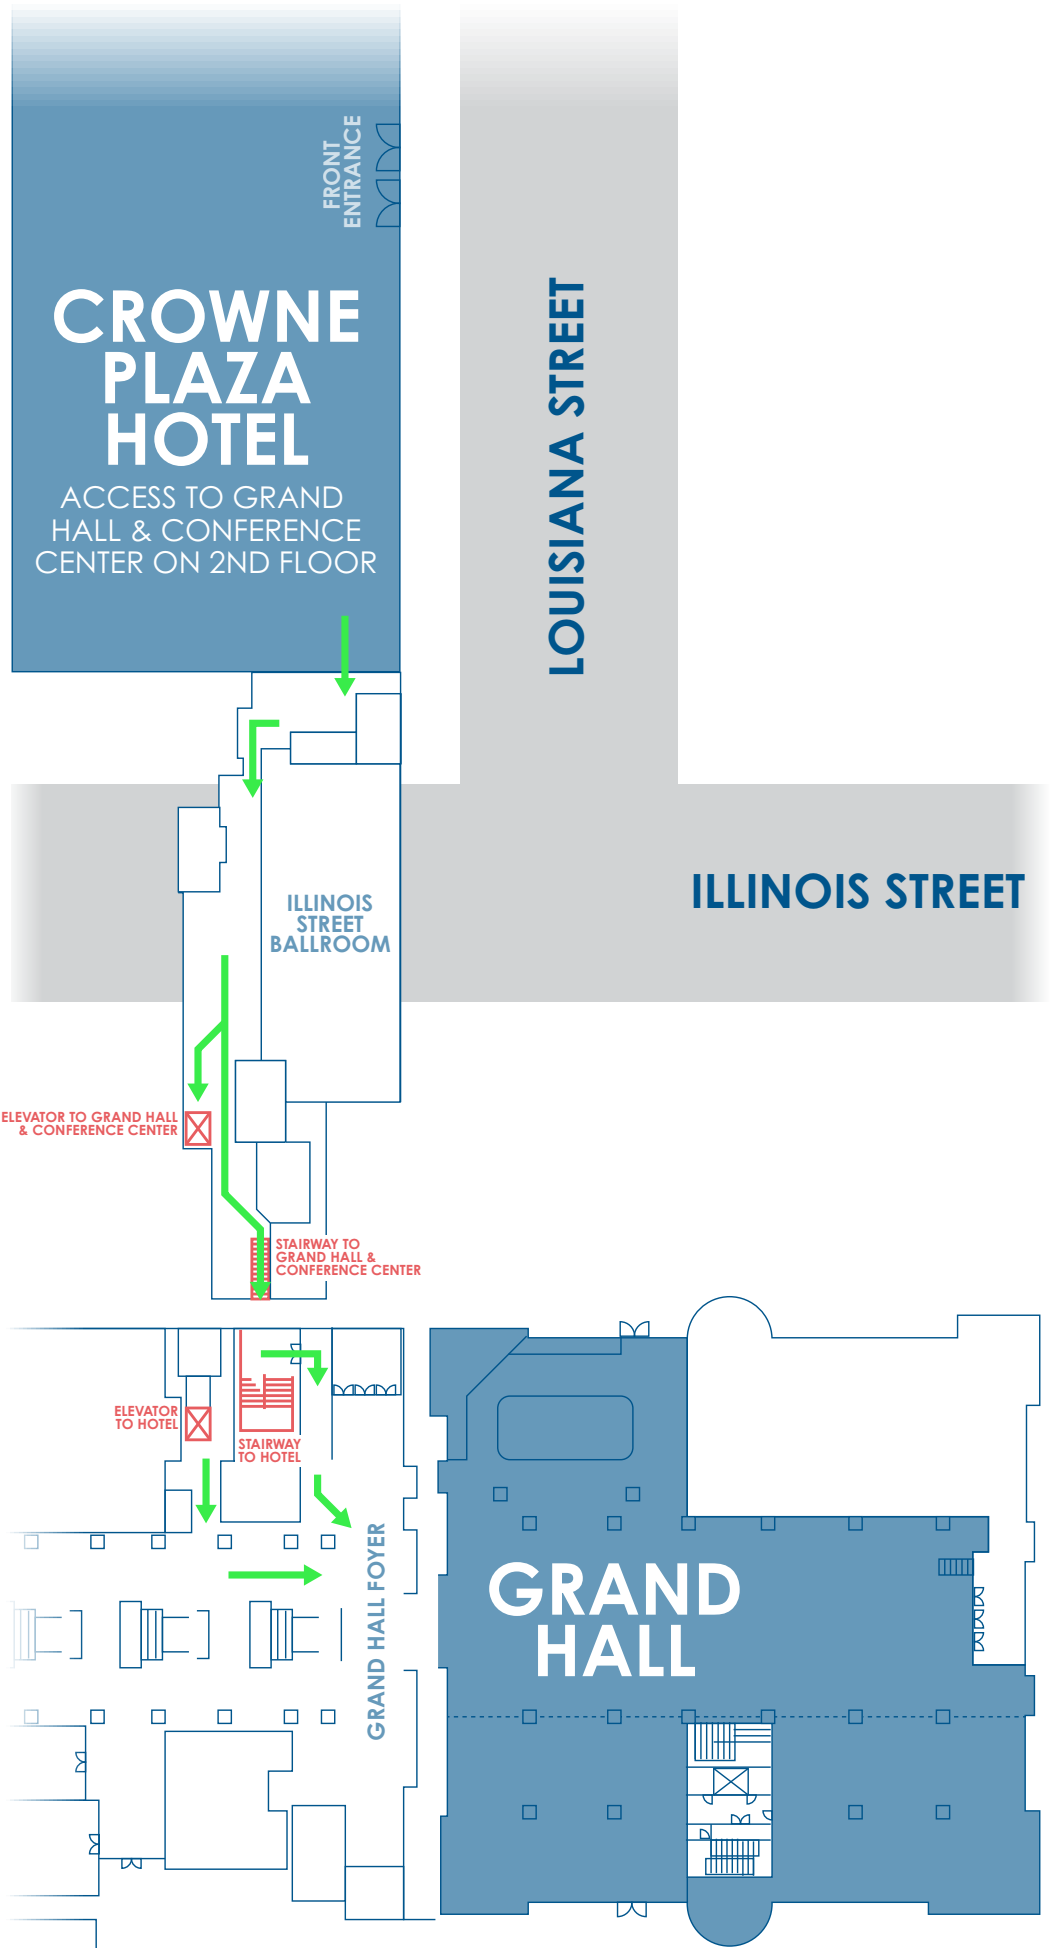 FRONT
ENTRANCE
CROWNE
PLAZA
HOTEL
ACCESS TO GRAND
HALL & CONFERENCE
CENTER ON 2ND FLOOR
LOUISIANA STREET
ILLINOIS STREET
ILLINOIS
STREET
BALLROOM
ELEVATOR TO GRAND HALL
& CONFERENCE CENTER
STAIRWAY TO
GRAND HALL &
CONFERENCE CENTER
ELEVATOR
TO HOTEL
STAIRWAY
TO HOTEL
GRAND HALL FOYER
GRAND
HALL